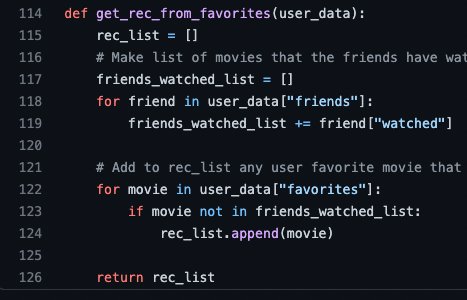 114 def get_rec_from_favorites(user_data):
115     rec_list = []
116     # Make list of movies that the friends have
117     friends_watched_list = []
118     for friend in user_data["friends"]:
119         friends_watched_list += friend["watched"]
120
121     # Add to rec_list any user favorite movie that
122     for movie in user_data["favorites"]:
123         if movie not in friends_watched_list:
124             rec_list.append(movie)
125
126     return rec_list